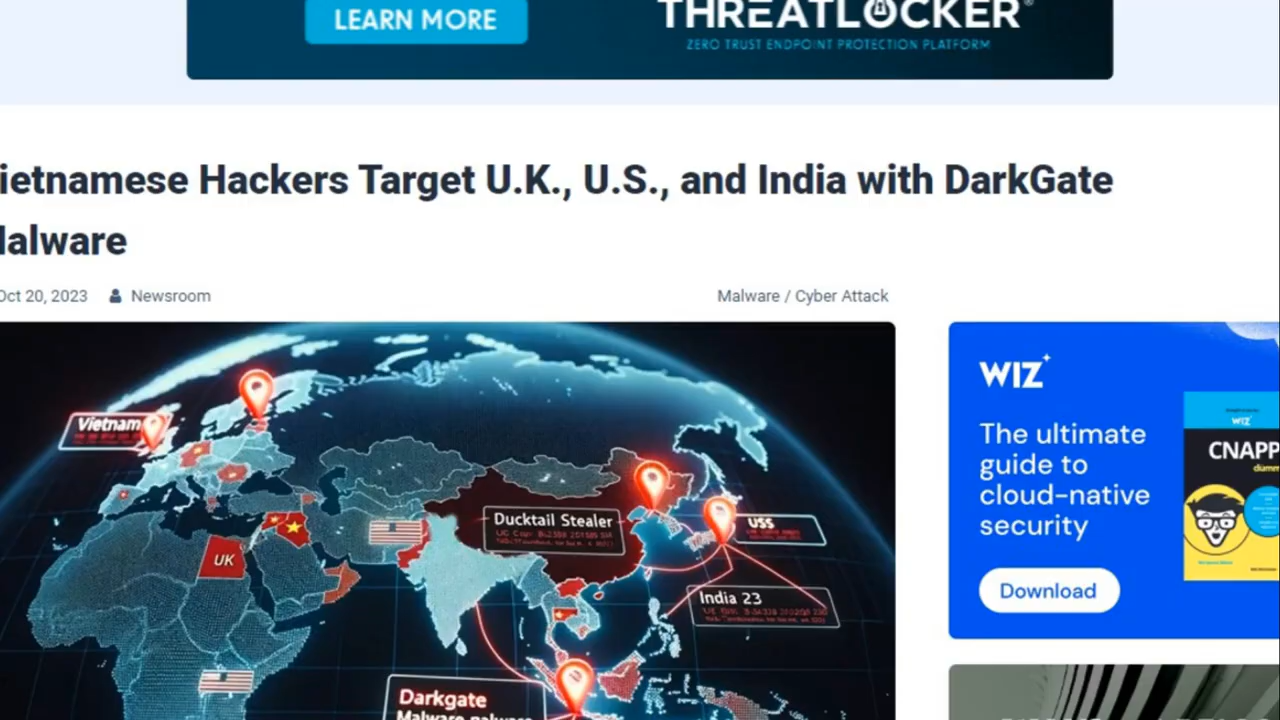 LEARN MORE
THREATLOCKER®
ZERO TRUST ENDPOINT PROTECTION PLATFORM
ietnamese Hackers Target U.K., U.S., and India with DarkGate
alware
Oct 20, 2023
Newsroom
Malware / Cyber Attack
Vietnam
Ducktail Stealer
USS
UK
India 23
Darkgate
WIZ
The ultimate
guide to
cloud-native
security
Download
WIZ
CNAPP